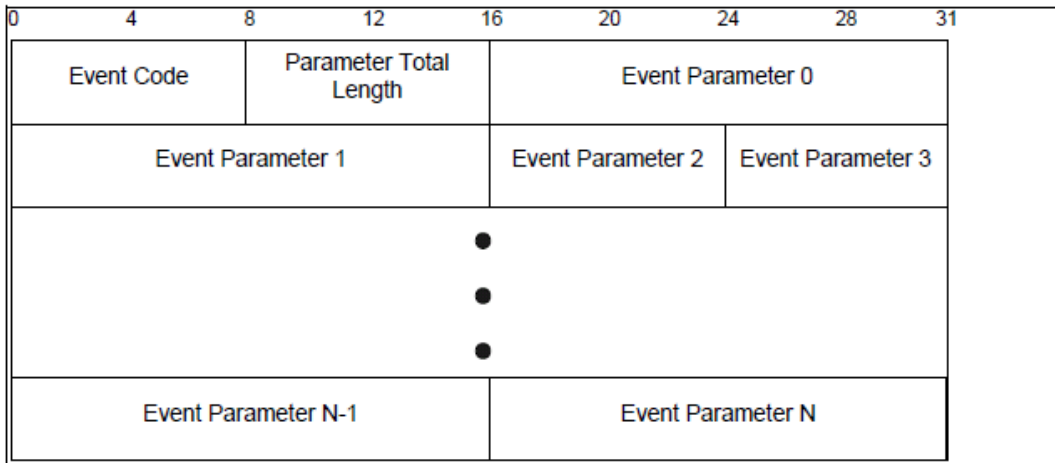 0 4 8 12 16 20 24 28 31
Event Code
Parameter Total
Length
Event Parameter 0
Event Parameter 1
Event Parameter 2
Event Parameter 3
Event Parameter N-1
Event Parameter N